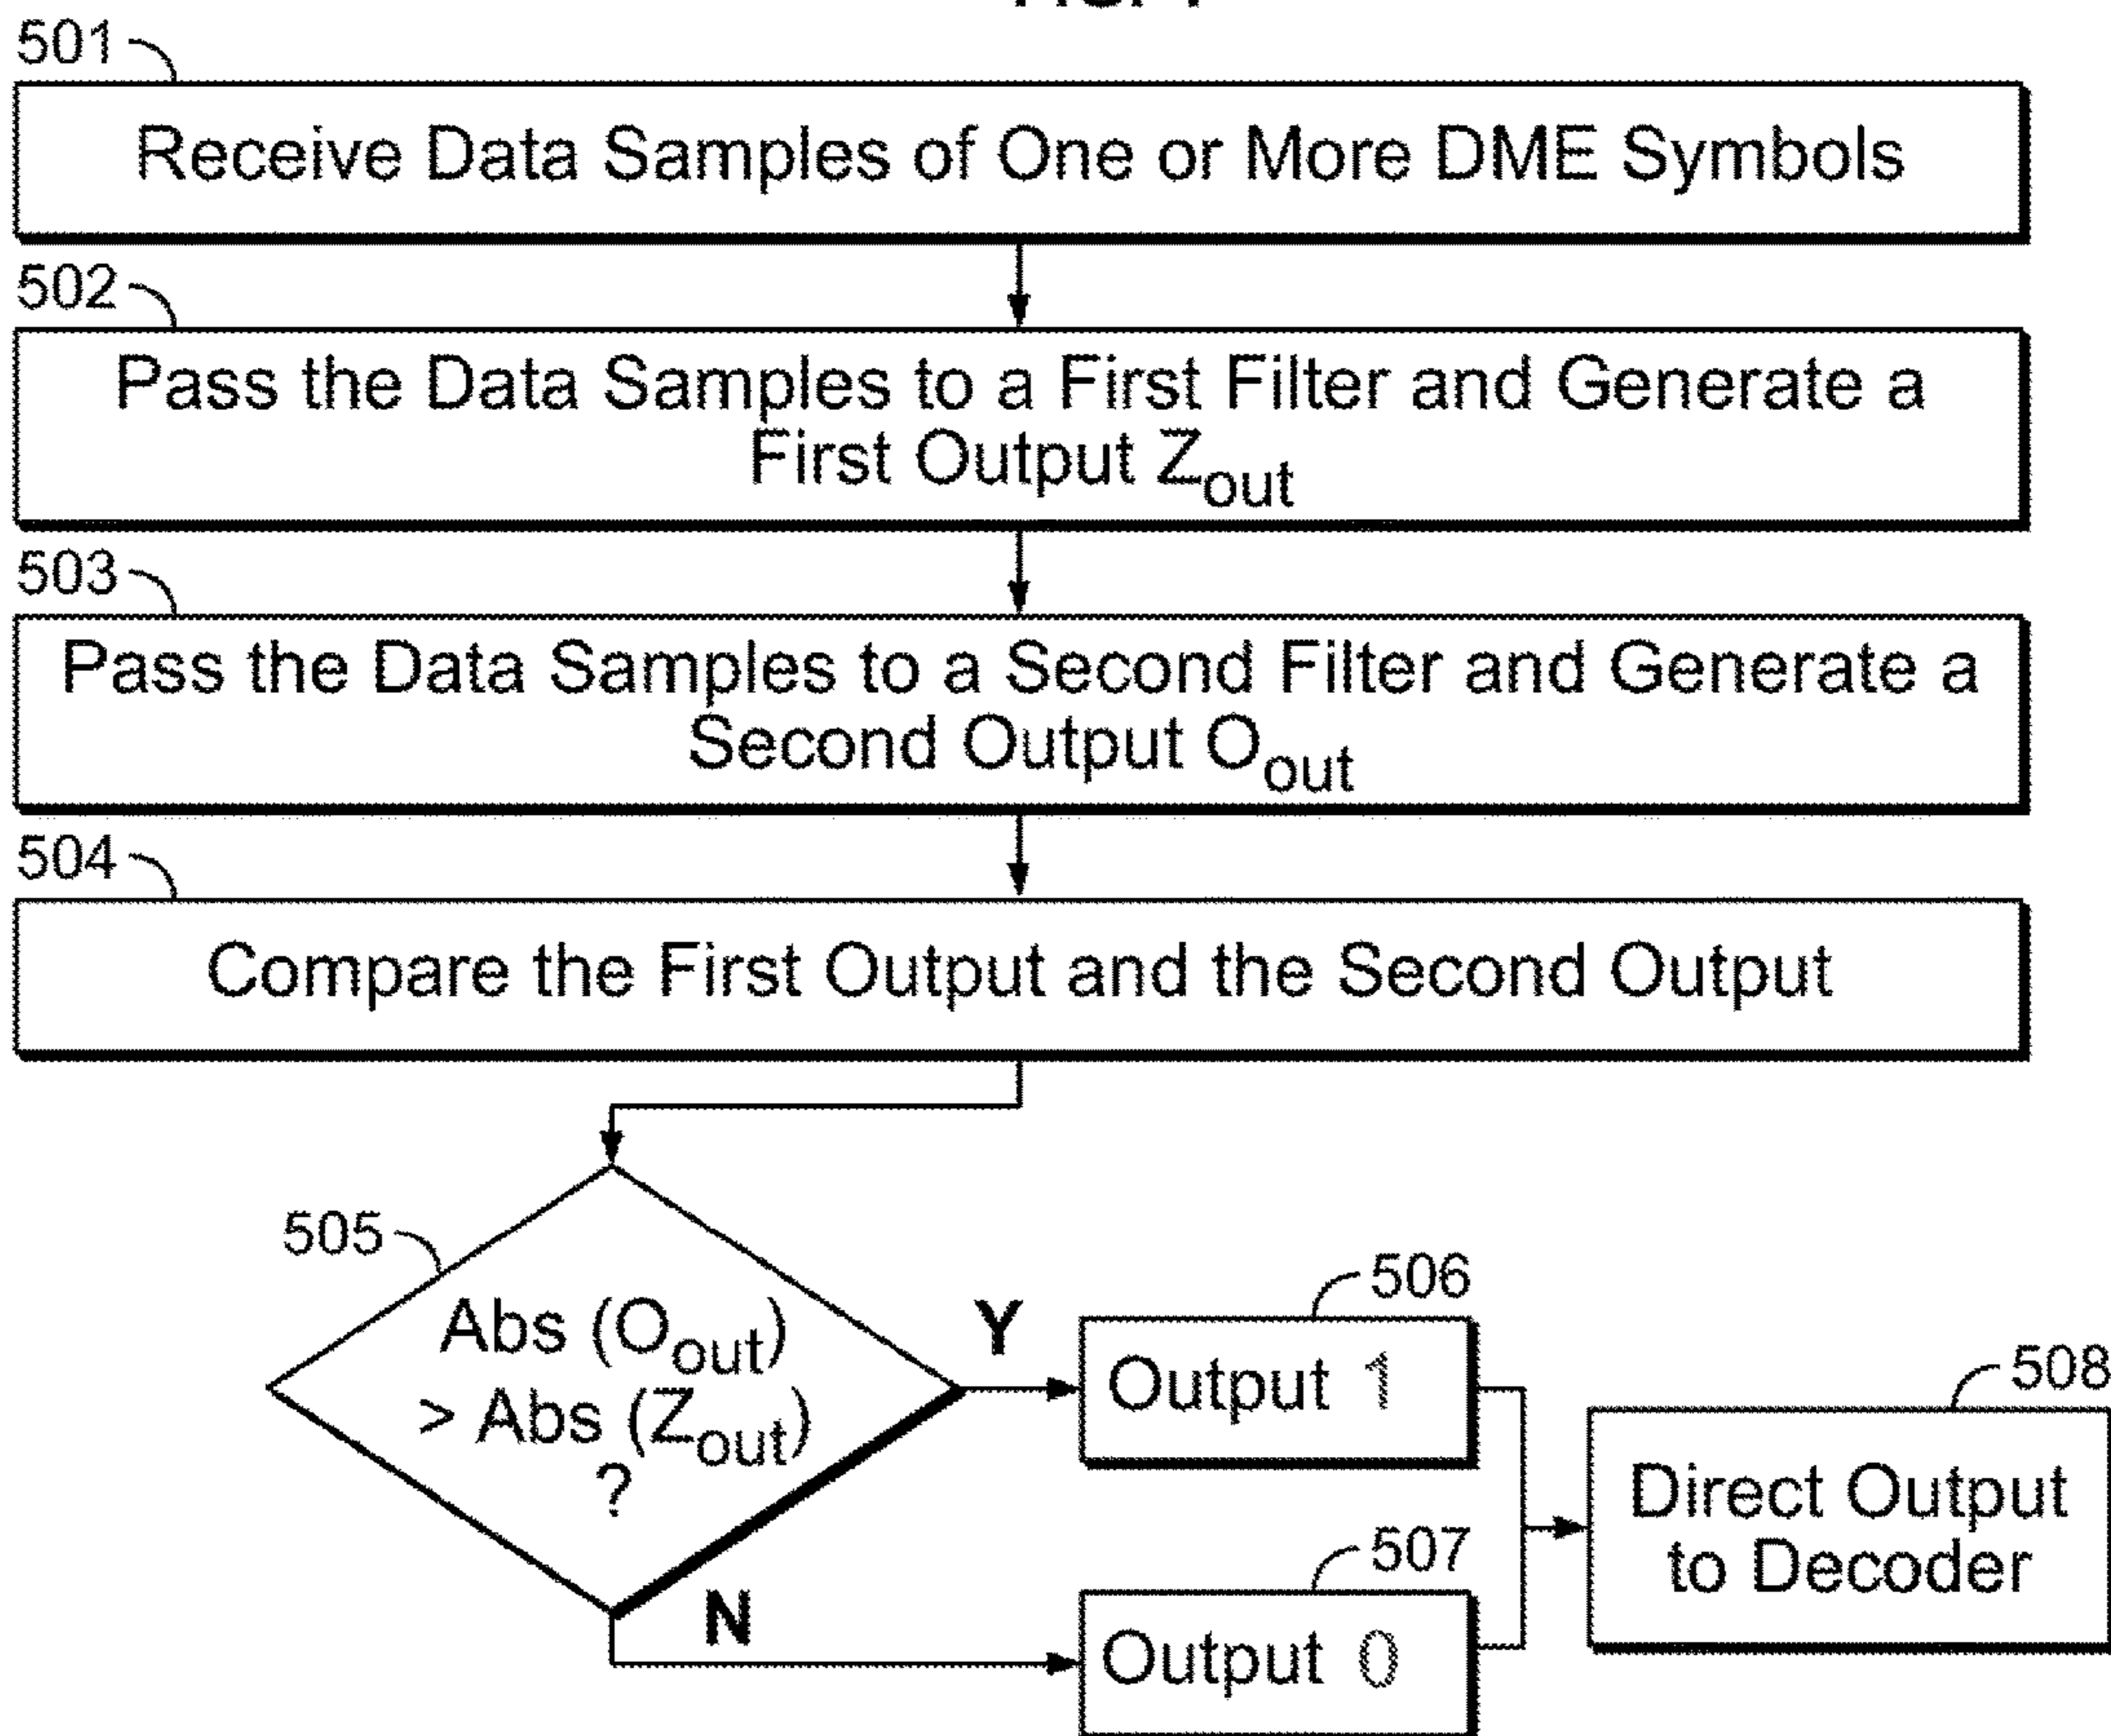 501
Receive Data Samples of One or More DME Symbols
502
Pass the Data Samples to a First Filter and Generate a
First Output Zout
503
Pass the Data Samples to a Second Filter and Generate a
Second Output Oout
504
Compare the First Output and the Second Output
505
Abs (Oout)
> Abs (Zout)
?
Y
506
Output 1
N
507
Output 0
508
Direct Output
to Decoder